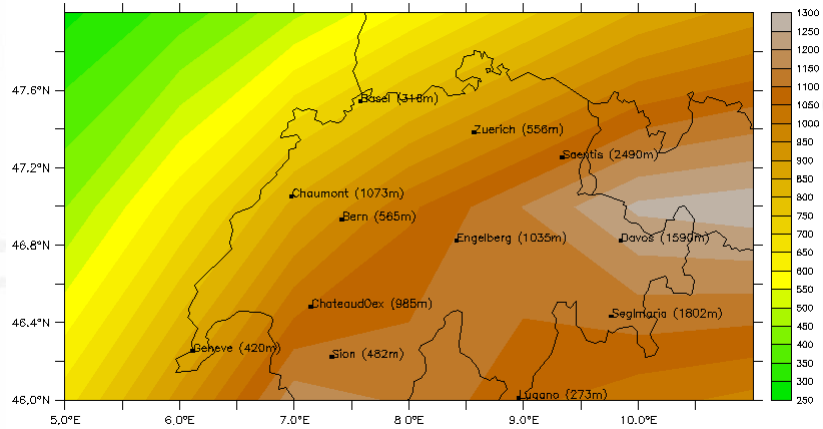 1300
1250
1200
1150
1100
1050
1000
950
900
850
800
750
700
650
600
550
500
450
400
350
300
250
47.6°N
47.2°N
46.8°N
46.4°N
46.0°N
Basel (316m)
Zuerich (556m)
Saentis (2490m)
Chaumont (1073m)
Bern (565m)
Engelberg (1035m)
Davos (1590m)
ChateaudOex (985m)
SeglMaria (1802m)
Geneve (420m)
Sion (482m)
Lugano (273m)
5.0°E
6.0°E
7.0°E
8.0°E
9.0°E
10.0°E